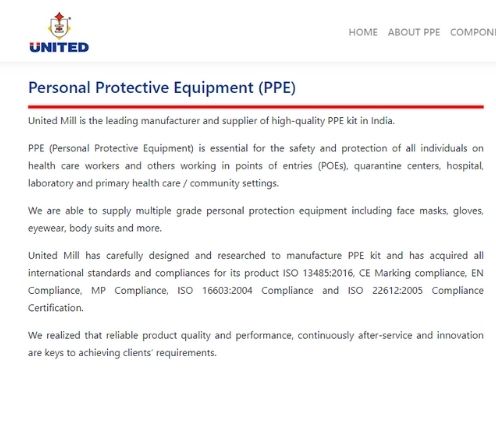 UNITED
HOME ABOUT PPE COMPON
Personal Protective Equipment (PPE)
United Mill is the leading manufacturer and supplier of high-quality PPE kit in India.
PPE (Personal Protective Equipment) is essential for the safety and protection of all individuals on
health care workers and others working in points of entries (POEs), quarantine centers, hospital,
laboratory and primary health care / community settings.
We are able to supply multiple grade personal protection equipment including face masks, gloves,
eyewear, body suits and more.
United Mill has carefully designed and researched to manufacture PPE kit and has acquired all
international standards and compliances for its product ISO 13485:2016, CE Marking compliance, EN
Compliance, MP Compliance, ISO 16603:2004 Compliance and ISO 22612:2005 Compliance
Certification.
We realized that reliable product quality and performance, continuously after-service and innovation
are keys to achieving clients' requirements.